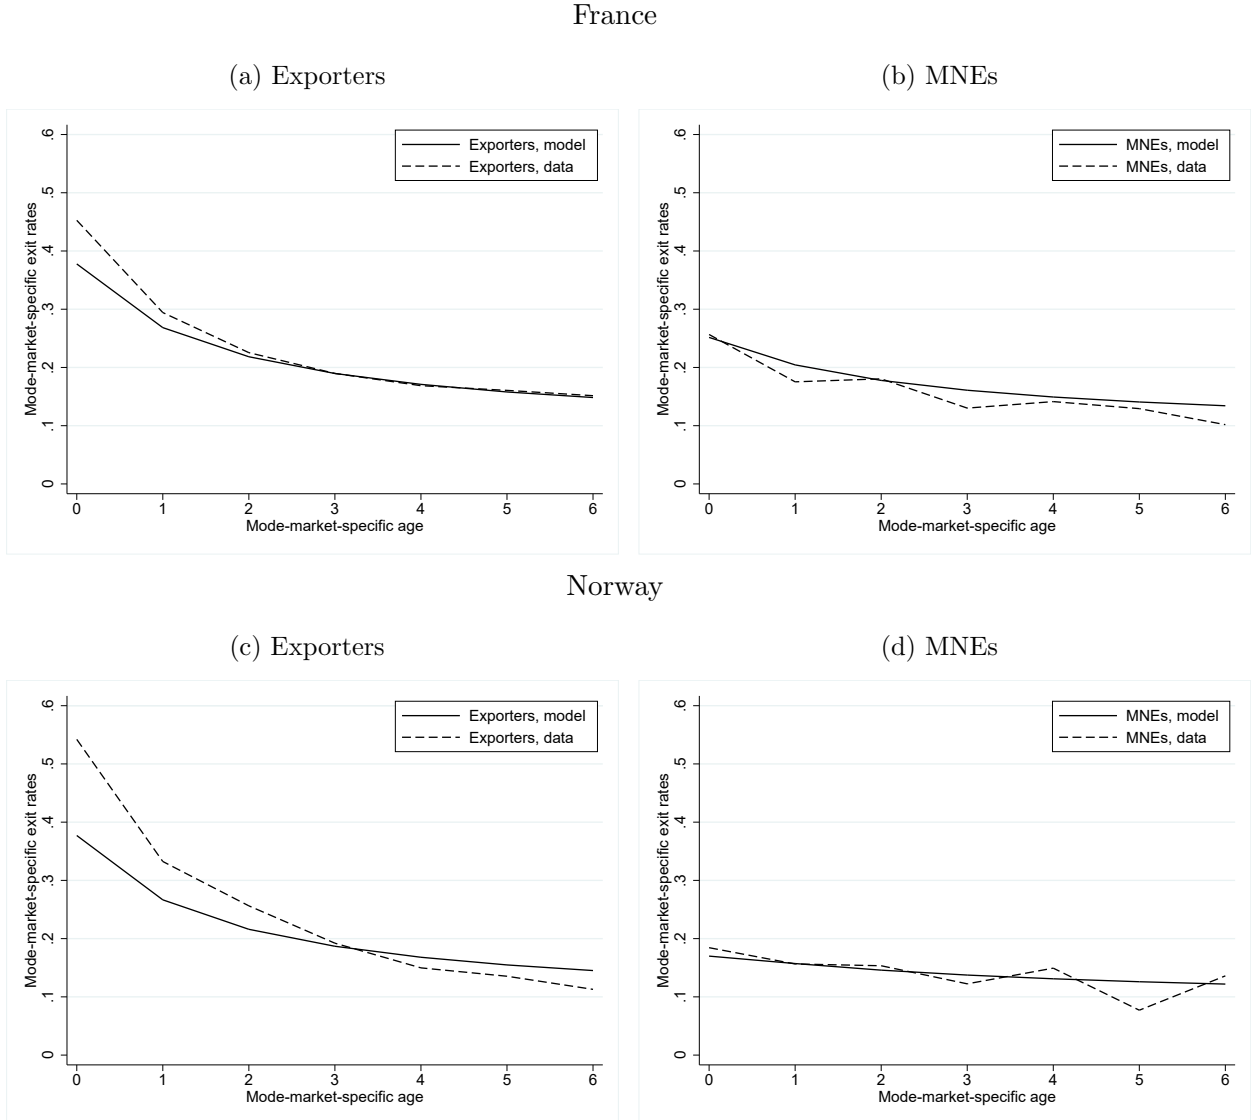 France
(a) Exporters
Mode-market-specific exit rates
.6
.5
.4
.3
.2
.1
0
Exporters, model
Exporters, data
0 1 2 3 4 5 6
Mode-market-specific age
(b) MNEs
Mode-market-specific exit rates
.6
.5
.4
.3
.2
.1
0
MNEs, model
MNEs, data
0 1 2 3 4 5 6
Mode-market-specific age
Norway
(c) Exporters
Mode-market-specific exit rates
.6
.5
.4
.3
.2
.1
0
Exporters, model
Exporters, data
0 1 2 3 4 5 6
Mode-market-specific age
(d) MNEs
Mode-market-specific exit rates
.6
.5
.4
.3
.2
.1
0
MNEs, model
MNEs, data
0 1 2 3 4 5 6
Mode-market-specific age